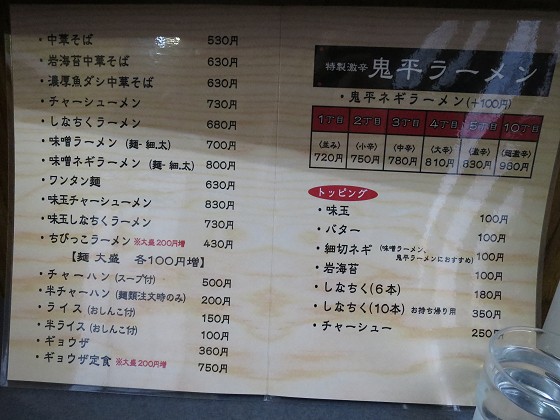 ・中華そば 530円
・岩海苔中華そば 630円
・濃厚魚ダシ中華そば 630円
・チャーシューメン 730円
・しなちくラーメン 680円
・味噌ラーメン (麺-細.太) 700円
・味噌ネギラーメン (麺-細.太) 800円
・ワンタン麺 630円
・味玉チャーシューメン 830円
・味玉しなちくラーメン 730円
・ちびっこラーメン ※大盛200円増 430円
【麺 大盛 各100円増】
・チャーハン (スープ付) 500円
・半チャーハン (麺類注文時のみ) 200円
・ライス (おしんこ付) 150円
・半ライス (おしんこ付) 100円
・ギョウザ 360円
・ギョウザ定食 ※大盛200円増 750円
特製激辛 鬼平ラーメン
・鬼平ネギラーメン(+100円)
1丁目 2丁目 3丁目 4丁目 5丁目 10丁目
〈並み〉 〈小辛〉 〈中辛〉 〈大辛〉 〈激辛〉
720円 750円 780円 810円 830円 980円
トッピング
・味玉 100円
・バター 100円
・細切ネギ (味噌ラーメン、 100円
鬼平ラーメンにおすすめ)
・岩海苔 100円
・しなちく(6本) 180円
・しなちく(10本) お持ち帰り用 350円
・チャーシュー 250円